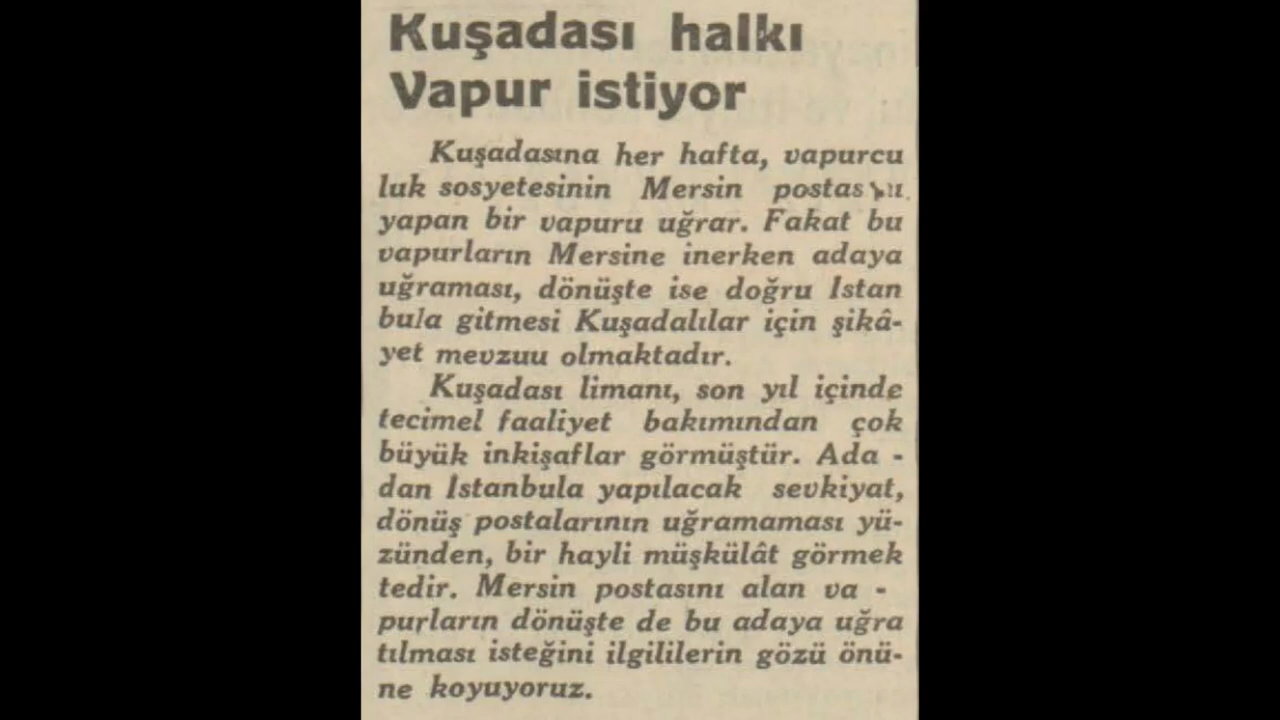 Kuşadası halkı
Vapur istiyor
Kuşadasına her hafta, vapurcu
luk sosyetesinin Mersin
yapan bir vapuru uğrar. Fakat bu
vapurların Mersine inerken adaya
uğraması, dönüşte ise doğru Istan
bula gitmesi Kuşadalılar için şikâ-
yet mevzuu olmaktadır.
Kuşadası limanı, son yıl içinde
tecimel faaliyet bakımından çok
büyük inkişaflar görmüştür. Ada -
dan İstanbula yapılacak sevkiyat,
dönüş postalarının uğramaması yü-
zünden, bir hayli müşkülât görmek
tedir. Mersin postasını alan va -
purların dönüşte de bu adaya uğra
tılması isteğini ilgililerin gözü önü-
ne koyuyoruz.